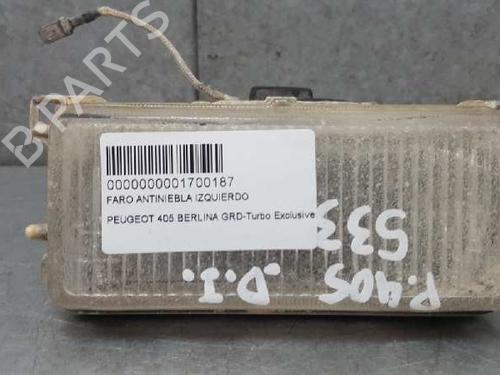 B-PARTS
0000000001700187
FARO ANTINIEBLA IZQUIERDO
PEUGEOT 405 BERLINA GRD-Turbo Exclusive
533
P.405 D.I.